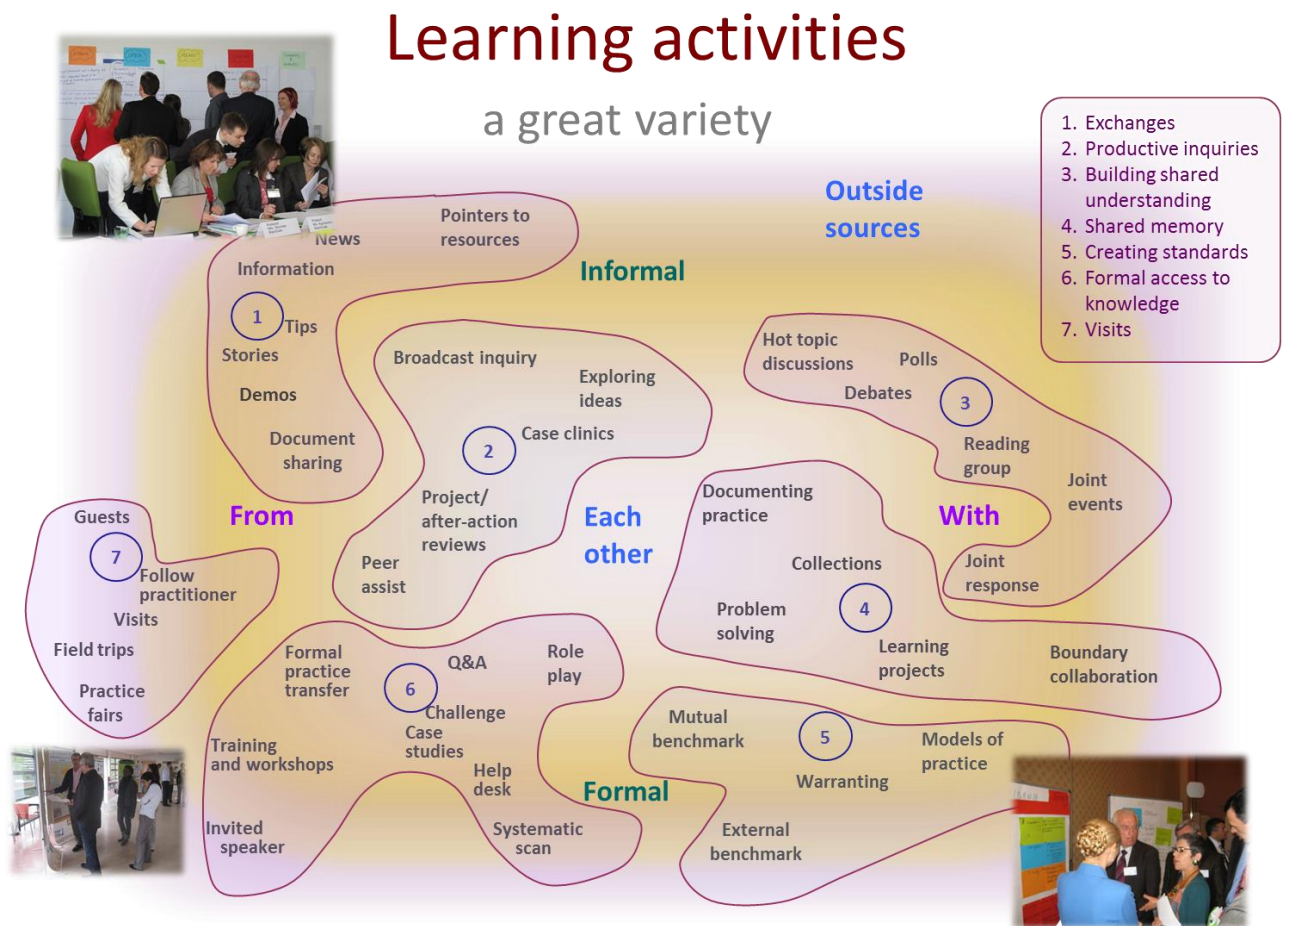 Learning activities
a great variety
1. Exchanges
2. Productive inquiries
3. Building shared
understanding
4. Shared memory
5. Creating standards
6. Formal access to
knowledge
7. Visits
Outside
sources
Informal
From
Each
other
With
Formal
Pointers to
resources
News
Information
1
Tips
Stories
Demos
Document
sharing
Broadcast inquiry
Exploring
ideas
Case clinics
2
Project/
after-action
reviews
Peer
assist
Hot topic
discussions
Polls
Debates
3
Reading
group
Joint
events
Joint
response
Documenting
practice
Collections
4
Problem
solving
Learning
projects
Boundary
collaboration
Mutual
benchmark
5
Models of
practice
Warranting
External
benchmark
Formal
practice
transfer
Q&A
Role
play
6
Challenge
Case
studies
Training
and workshops
Help
desk
Invited
speaker
Systematic
scan
Guests
7
Follow
practitioner
Visits
Field trips
Practice
fairs